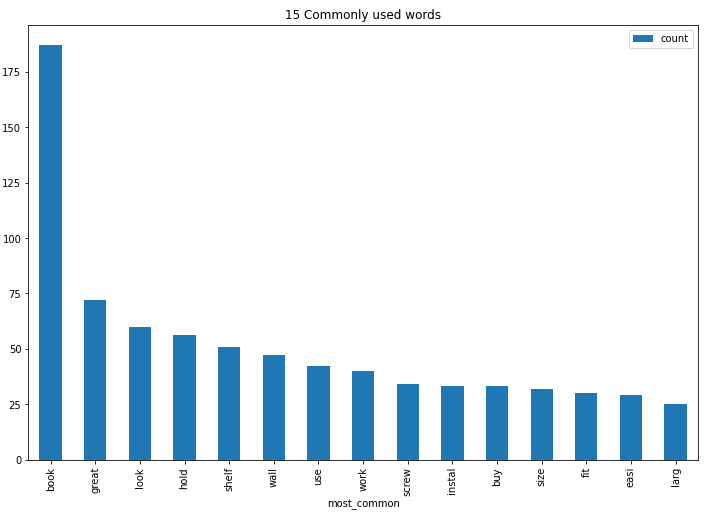 15 Commonly used words
count
175
150
125
100
75
50
25
0
book
great
look
hold
shelf
wall
use
work
screw
instal
buy
size
fit
easi
larg
most_common